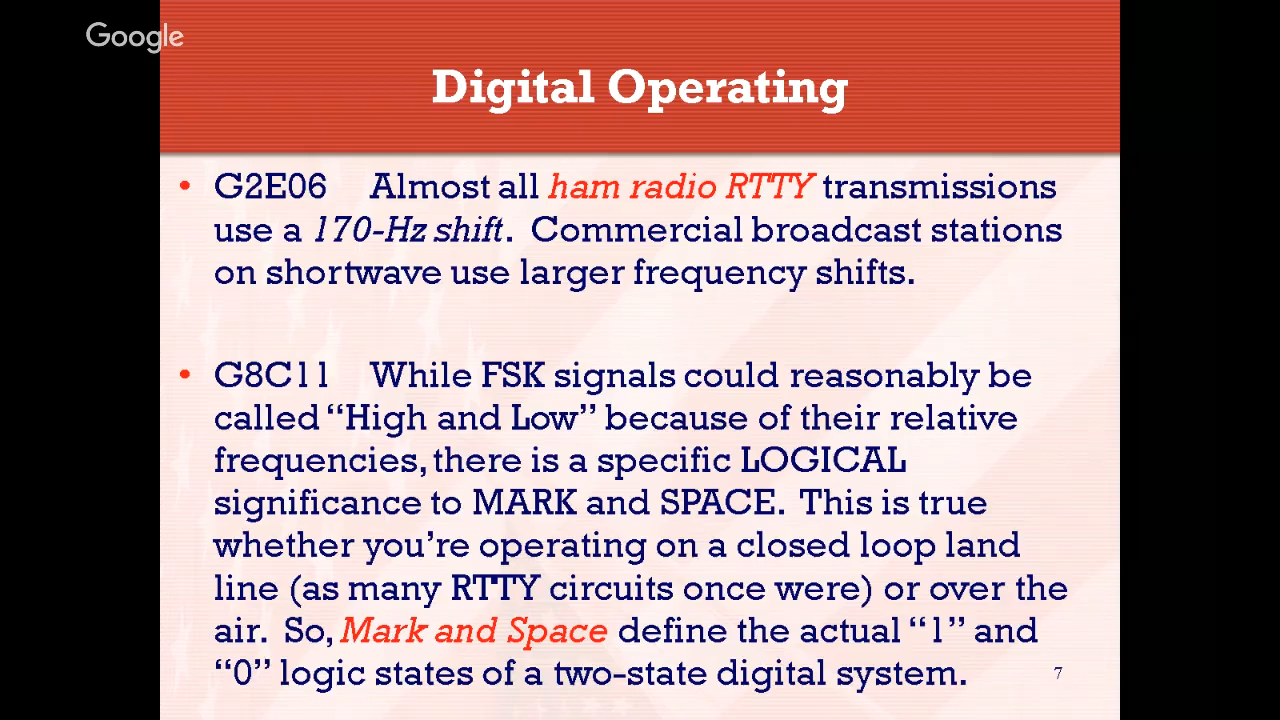 Google
Digital Operating
• G2E06 Almost all ham radio RTTY transmissions
use a 170-Hz shift. Commercial broadcast stations
on shortwave use larger frequency shifts.
• G8C11 While FSK signals could reasonably be
called “High and Low” because of their relative
frequencies, there is a specific LOGICAL
significance to MARK and SPACE. This is true
whether you’re operating on a closed loop land
line (as many RTTY circuits once were) or over the
air. So, Mark and Space define the actual “1” and
“0” logic states of a two-state digital system.
7